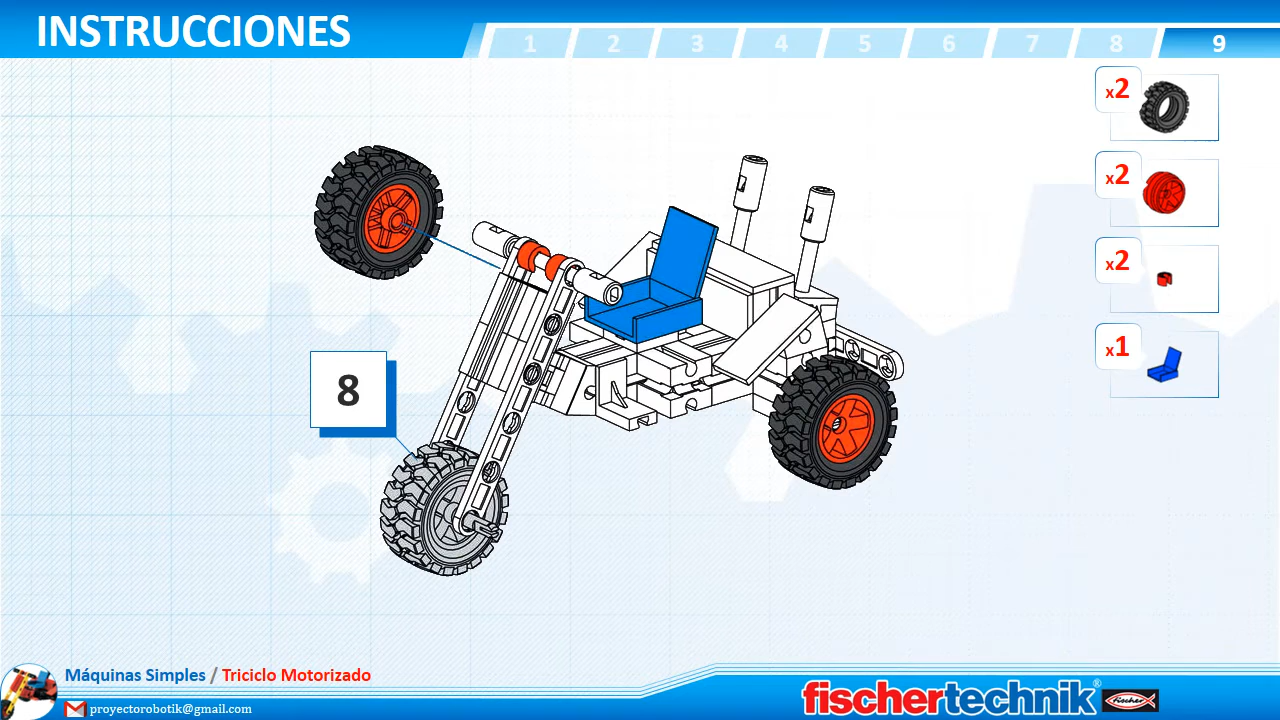 INSTRUCCIONES
1 2 3 4 5 6 7 8 9
x2
x2
x2
x1
8
Máquinas Simples / Triciclo Motorizado
proyectorobotik@gmail.com
fischertechnik®
fischer